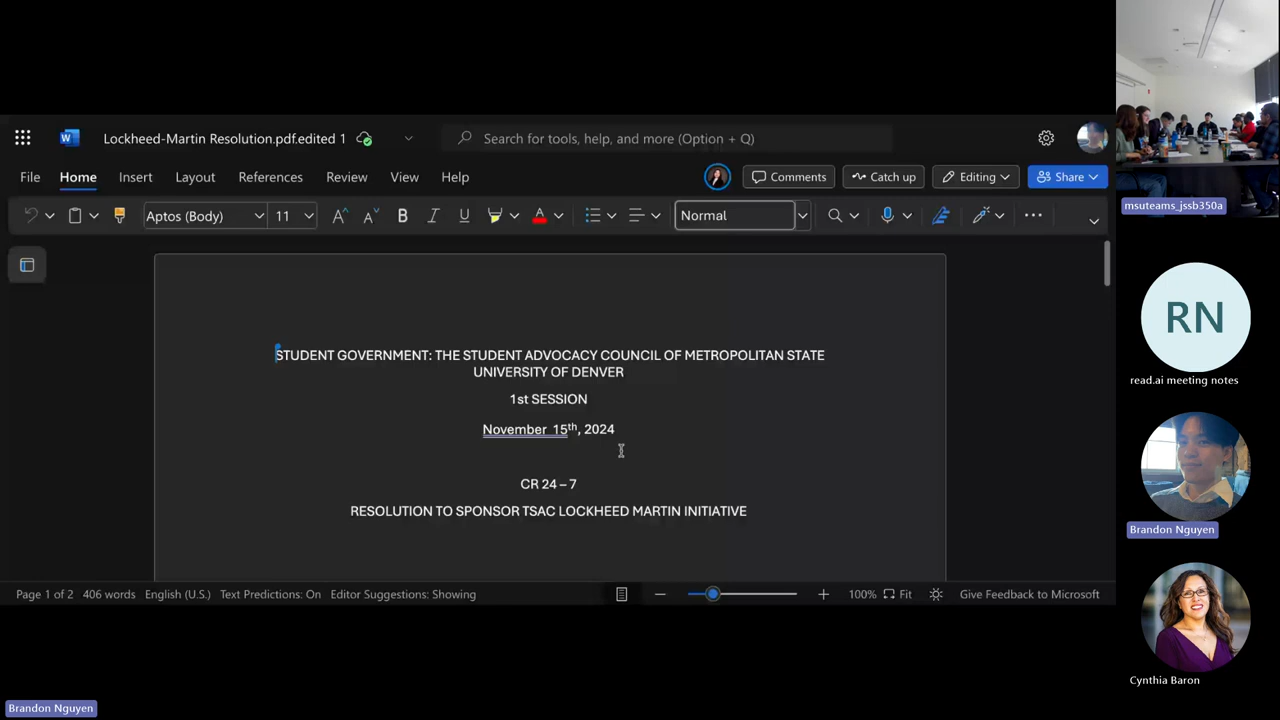 Lockheed-Martin Resolution.pdf.edited 1
Search for tools, help, and more (Option + Q)
File Home Insert Layout References Review View Help
Comments Catch up Editing Share
Aptos (Body) 11 B I U A Normal
STUDENT GOVERNMENT: THE STUDENT ADVOCACY COUNCIL OF METROPOLITAN STATE
UNIVERSITY OF DENVER
1st SESSION
November 15th, 2024
CR 24 – 7
RESOLUTION TO SPONSOR TSAC LOCKHEED MARTIN INITIATIVE
Page 1 of 2 406 words English (U.S.) Text Predictions: On Editor Suggestions: Showing 100% Fit Give Feedback to Microsoft
Brandon Nguyen
msuteams_jssb350a
RN
read.ai meeting notes
Brandon Nguyen
Cynthia Baron